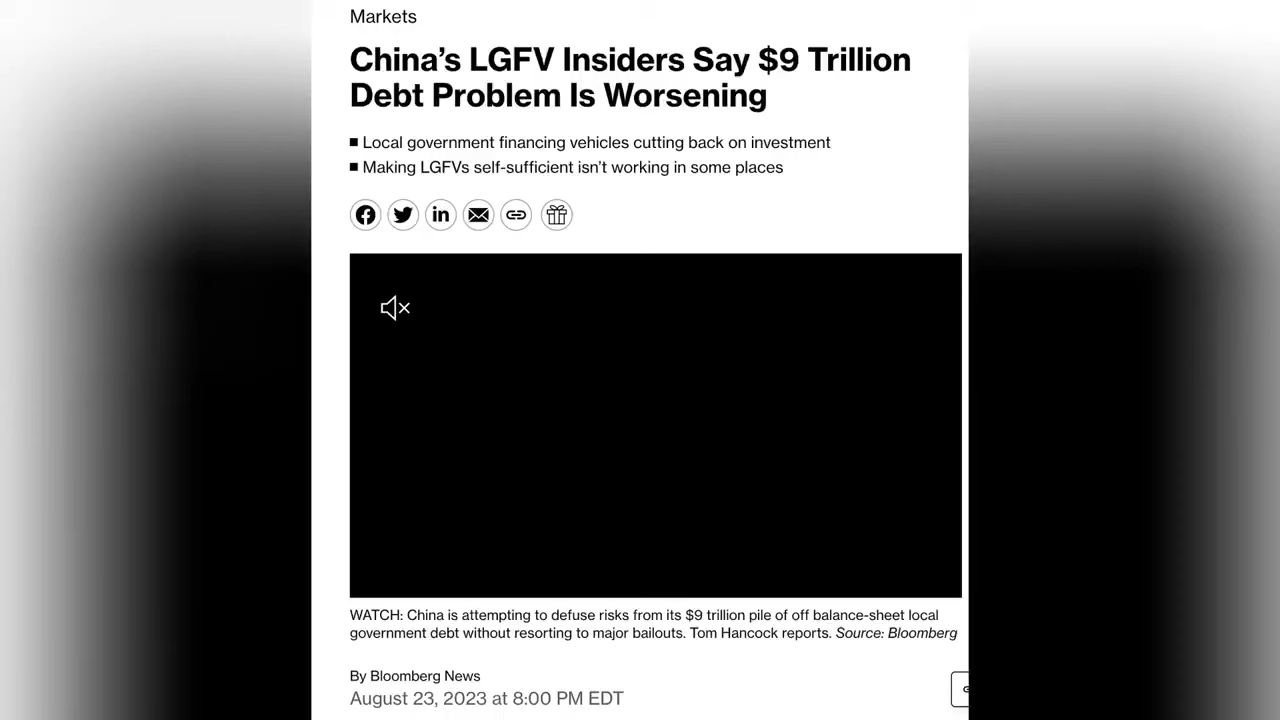 Markets
China's LGFV Insiders Say $9 Trillion
Debt Problem Is Worsening
Local government financing vehicles cutting back on investment
Making LGFVs self-sufficient isn't working in some places
WATCH: China is attempting to defuse risks from its $9 trillion pile of off balance-sheet local
government debt without resorting to major bailouts. Tom Hancock reports. Source: Bloomberg
By Bloomberg News
August 23, 2023 at 8:00 PM EDT